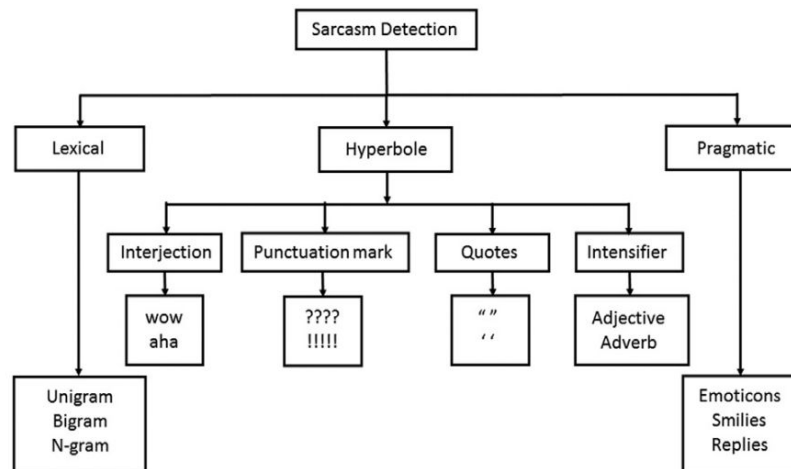 Sarcasm Detection
Lexical
Hyperbole
Pragmatic
Interjection
Punctuation mark
Quotes
Intensifier
wow
aha
????
!!!!!
“ ”
‘ ‘
Adjective
Adverb
Unigram
Bigram
N-gram
Emoticons
Smilies
Replies